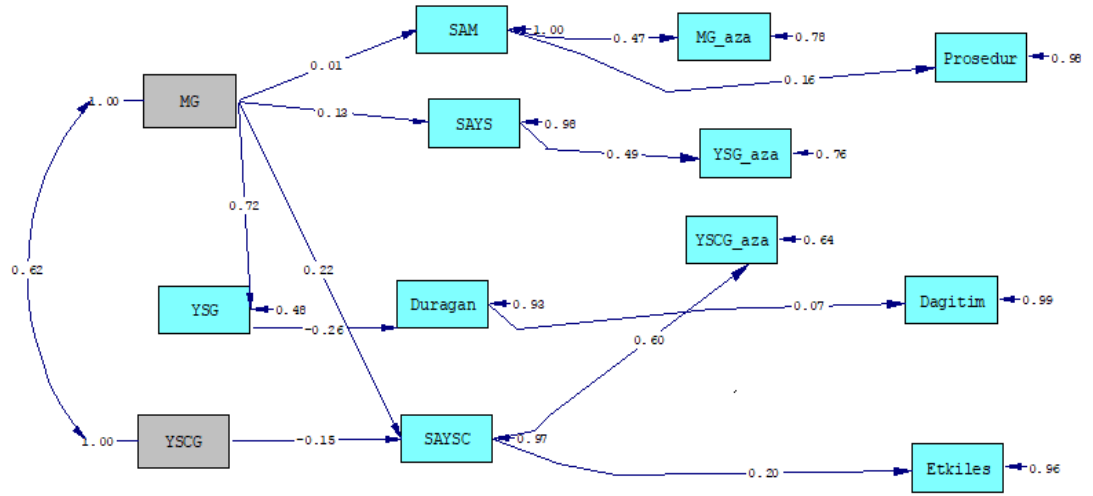 SAM
1.00
0.47
MG_aza
0.78
Prosedur
0.98
0.01
0.16
1.00
MG
0.13
SAYS
0.98
0.49
YSG_aza
0.76
0.72
YSCG_aza
0.64
0.62
0.22
YSG
0.48
Duragan
0.93
0.07
Dagitim
0.99
-0.26
0.60
1.00
YSCG
-0.15
SAYSC
0.97
0.20
Etkiles
0.96